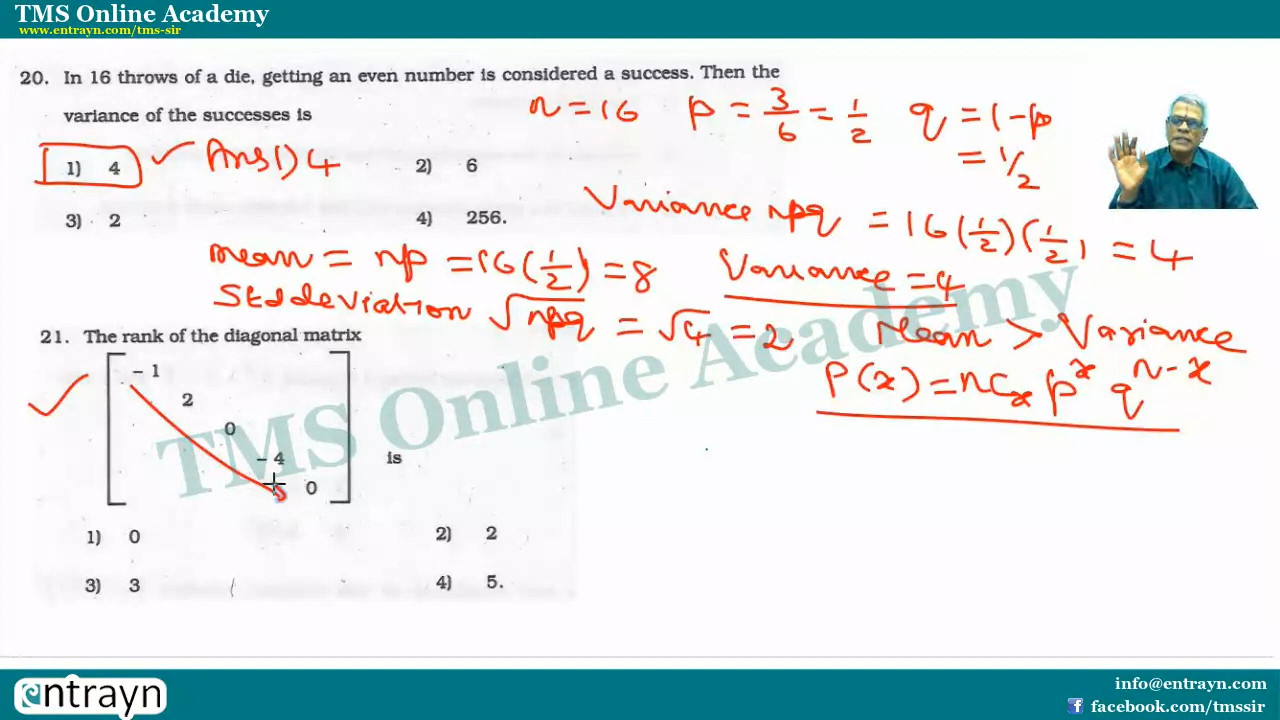 TMS Online Academy
www.entrayn.com/tms-sir
20. In 16 throws of a die, getting an even number is considered a success. Then the
variance of the successes is
n = 16 p = 3/6 = 1/2 q = 1 - p
= 1/2
1) 4 ✓ Ans 1) 4
2) 6
3) 2
4) 256.
Variance npq = 16 (1/2) (1/2) = 4
mean = np = 16 (1/2) = 8
Variance = 4
Std deviation √npq = √4 = 2
Mean > Variance
P(x) = nCx p^x q^n-x
21. The rank of the diagonal matrix
- 1
2
0
- 4
0
is
1) 0
2) 2
3) 3
4) 5.
TMS Online Academy
entrayn
info@entrayn.com
facebook.com/tmssir